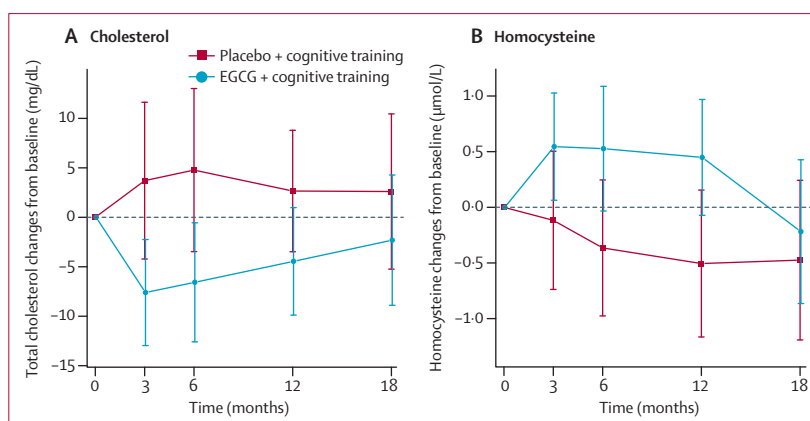 A Cholesterol
Placebo + cognitive training
EGCG + cognitive training
Total cholesterol changes from baseline (mg/dL)
10
5
0
−5
−10
−15
0 3 6 12 18
Time (months)
B Homocysteine
Homocysteine changes from baseline (μmol/L)
1·0
0·5
0·0
−0·5
−1·0
0 3 6 12 18
Time (months)